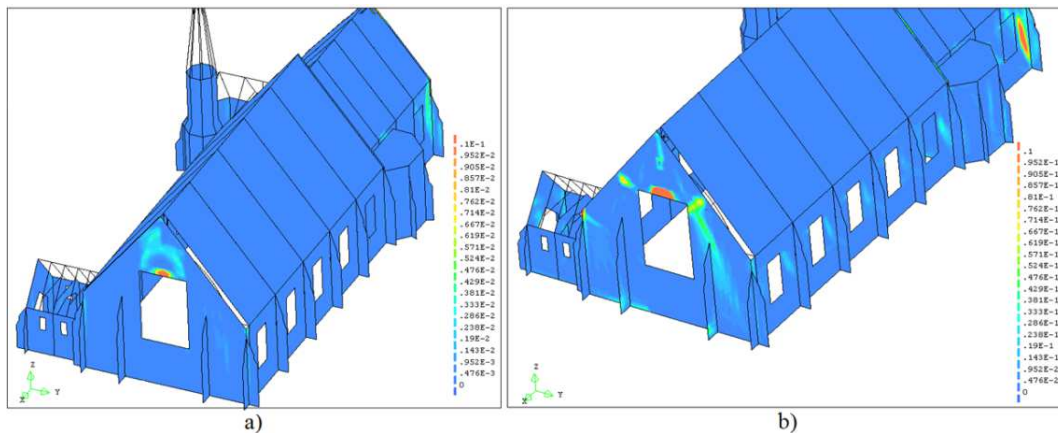 .1E-1
.952E-2
.905E-2
.857E-2
.81E-2
.762E-2
.714E-2
.667E-2
.619E-2
.571E-2
.524E-2
.476E-2
.429E-2
.381E-2
.333E-2
.286E-2
.238E-2
.19E-2
.143E-2
.952E-3
.476E-3
0
Z
X
Y
a)
.1
.952E-1
.905E-1
.857E-1
.81E-1
.762E-1
.714E-1
.667E-1
.619E-1
.571E-1
.524E-1
.476E-1
.429E-1
.381E-1
.333E-1
.286E-1
.238E-1
.19E-1
.143E-1
.952E-2
.476E-2
0
Z
X
Y
b)